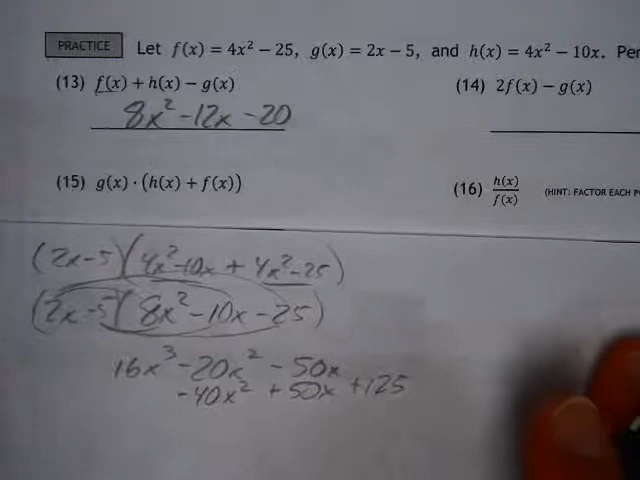 PRACTICE Let f(x) = 4x² − 25, g(x) = 2x − 5, and h(x) = 4x² − 10x.
(13) f(x) + h(x) − g(x)
8x² − 12x − 20
(14) 2f(x) − g(x)
(15) g(x) · (h(x) + f(x))
(16) h(x)/f(x) (HINT: FACTOR EACH
(2x − 5)(4x² − 10x + 4x² − 25)
(2x − 5)(8x² − 10x − 25)
16x³ − 20x² − 50x
− 40x² + 50x + 125